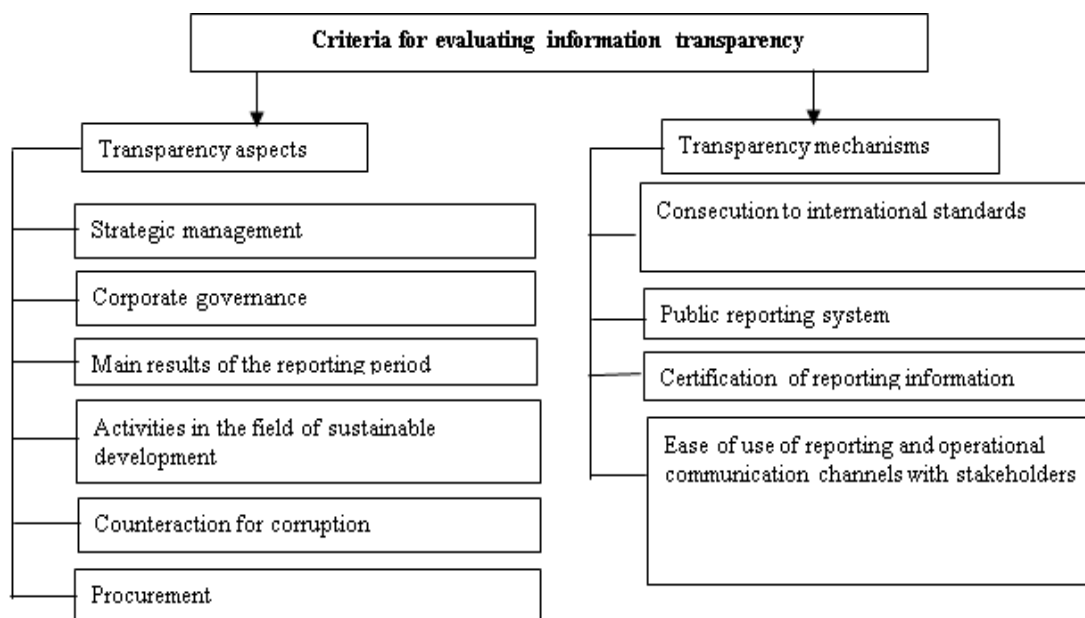 Criteria for evaluating information transparency
Transparency aspects
Strategic management
Corporate governance
Main results of the reporting period
Activities in the field of sustainable
development
Counteraction for corruption
Procurement
Transparency mechanisms
Consecution to international standards
Public reporting system
Certification of reporting information
Ease of use of reporting and operational
communication channels with stakeholders